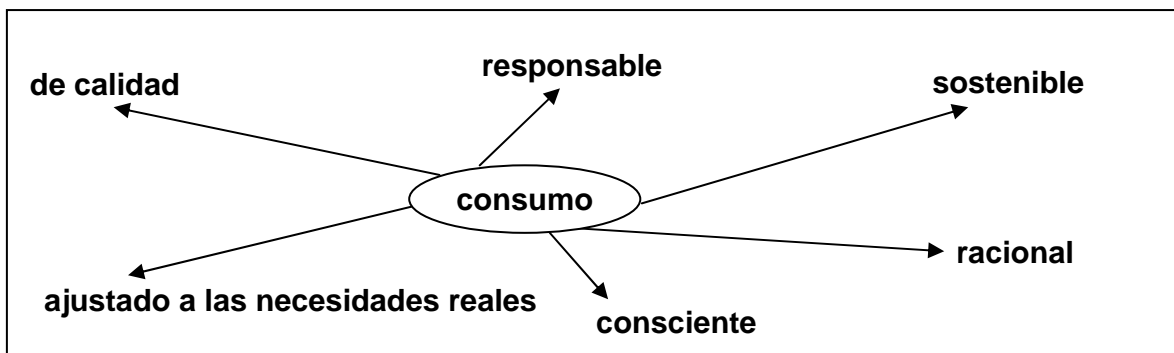 responsable
de calidad
sostenible
consumo
racional
ajustado a las necesidades reales
consciente